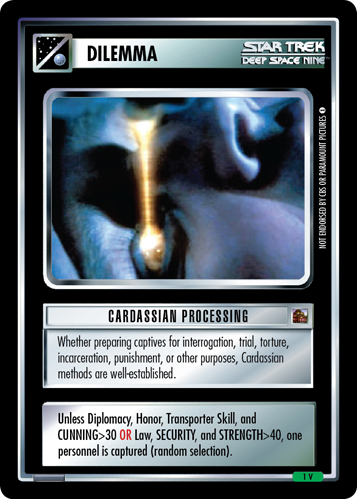 DILEMMA
STAR TREK
DEEP SPACE NINE
NOT ENDORSED BY CBS OR PARAMOUNT PICTURES
CARDASSIAN PROCESSING
Whether preparing captives for interrogation, trial, torture,
incarceration, punishment, or other purposes, Cardassian
methods are well-established.
Unless Diplomacy, Honor, Transporter Skill, and
CUNNING>30 OR Law, SECURITY, and STRENGTH>40, one
personnel is captured (random selection).
1 V